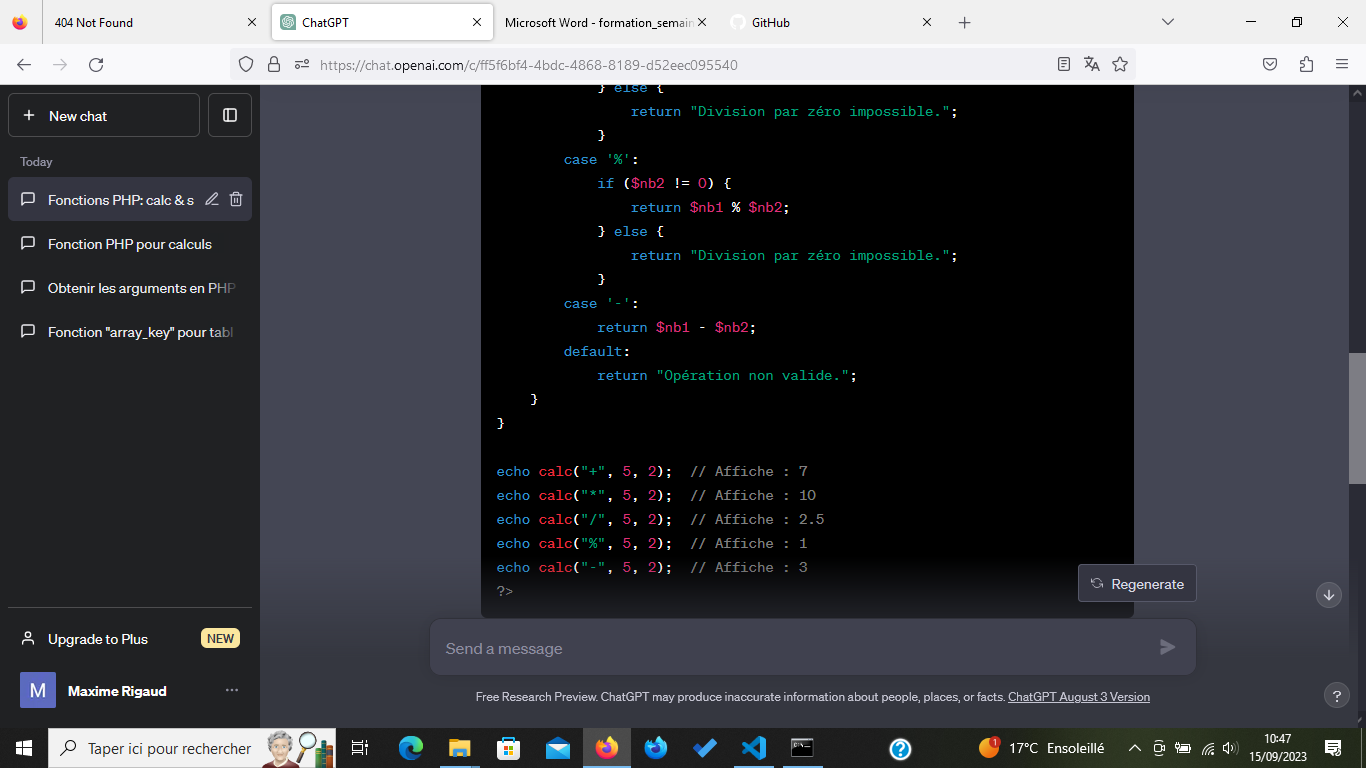 404 Not Found
ChatGPT
Microsoft Word - formation_semain
GitHub
https://chat.openai.com/c/ff5f6bf4-4bdc-4868-8189-d52eec095540
New chat
Today
Fonctions PHP: calc & s
Fonction PHP pour calculs
Obtenir les arguments en PHP
Fonction "array_key" pour tabl
Upgrade to Plus
NEW
M
Maxime Rigaud
} else {
return "Division par zéro impossible.";
}
case '%':
if ($nb2 != 0) {
return $nb1 % $nb2;
} else {
return "Division par zéro impossible.";
}
case '-':
return $nb1 - $nb2;
default:
return "Opération non valide.";
}
}
echo calc("+", 5, 2);  // Affiche : 7
echo calc("*", 5, 2);  // Affiche : 10
echo calc("/", 5, 2);  // Affiche : 2.5
echo calc("%", 5, 2);  // Affiche : 1
echo calc("-", 5, 2);  // Affiche : 3
?>
Regenerate
Send a message
Free Research Preview. ChatGPT may produce inaccurate information about people, places, or facts. ChatGPT August 3 Version
?
Taper ici pour rechercher
?
1
17°C Ensoleillé
10:47
15/09/2023